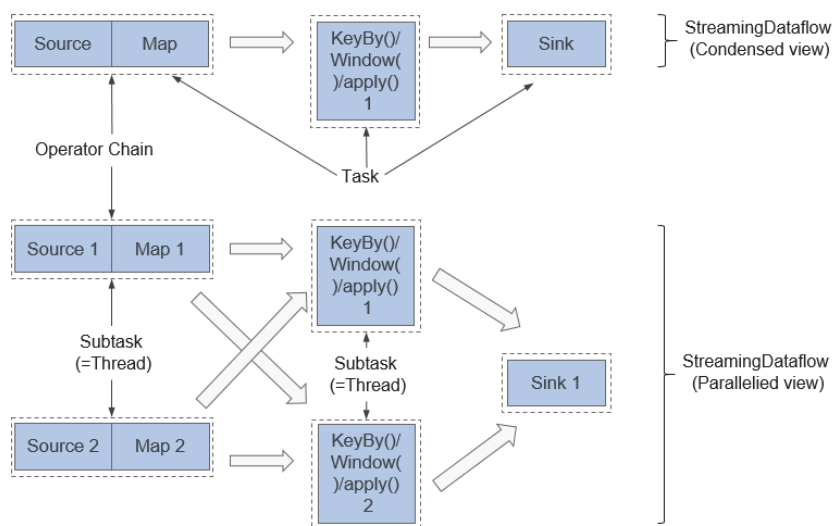 Source
Map
KeyBy()/
Window(
)/apply()
1
Sink
StreamingDataflow
(Condensed view)
Operator Chain
Task
Source 1
Map 1
KeyBy()/
Window(
)/apply()
1
Subtask
(=Thread)
Subtask
(=Thread)
Sink 1
StreamingDataflow
(Parallelied view)
Source 2
Map 2
KeyBy()/
Window(
)/apply()
2